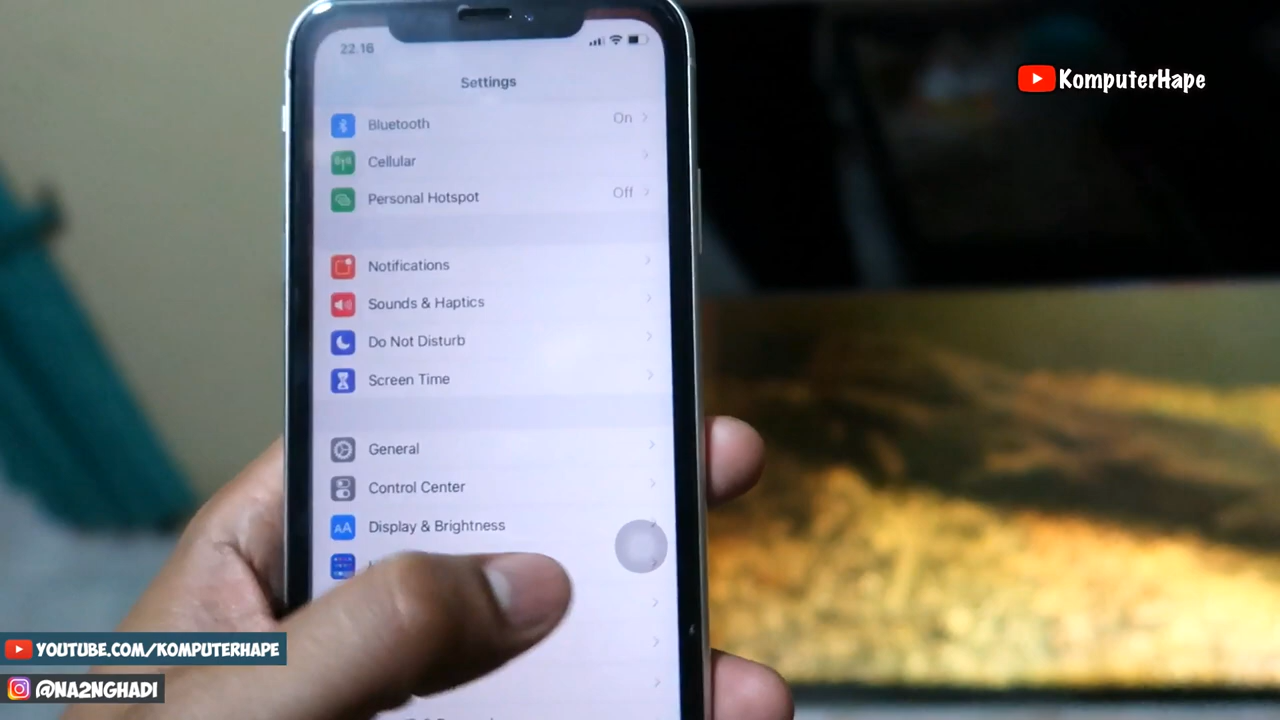 22.16
Settings
KomputerHape
Bluetooth On
Cellular
Personal Hotspot Off
Notifications
Sounds & Haptics
Do Not Disturb
Screen Time
General
Control Center
AA Display & Brightness
YOUTUBE.COM/KOMPUTERHAPE
@NA2NGHADI